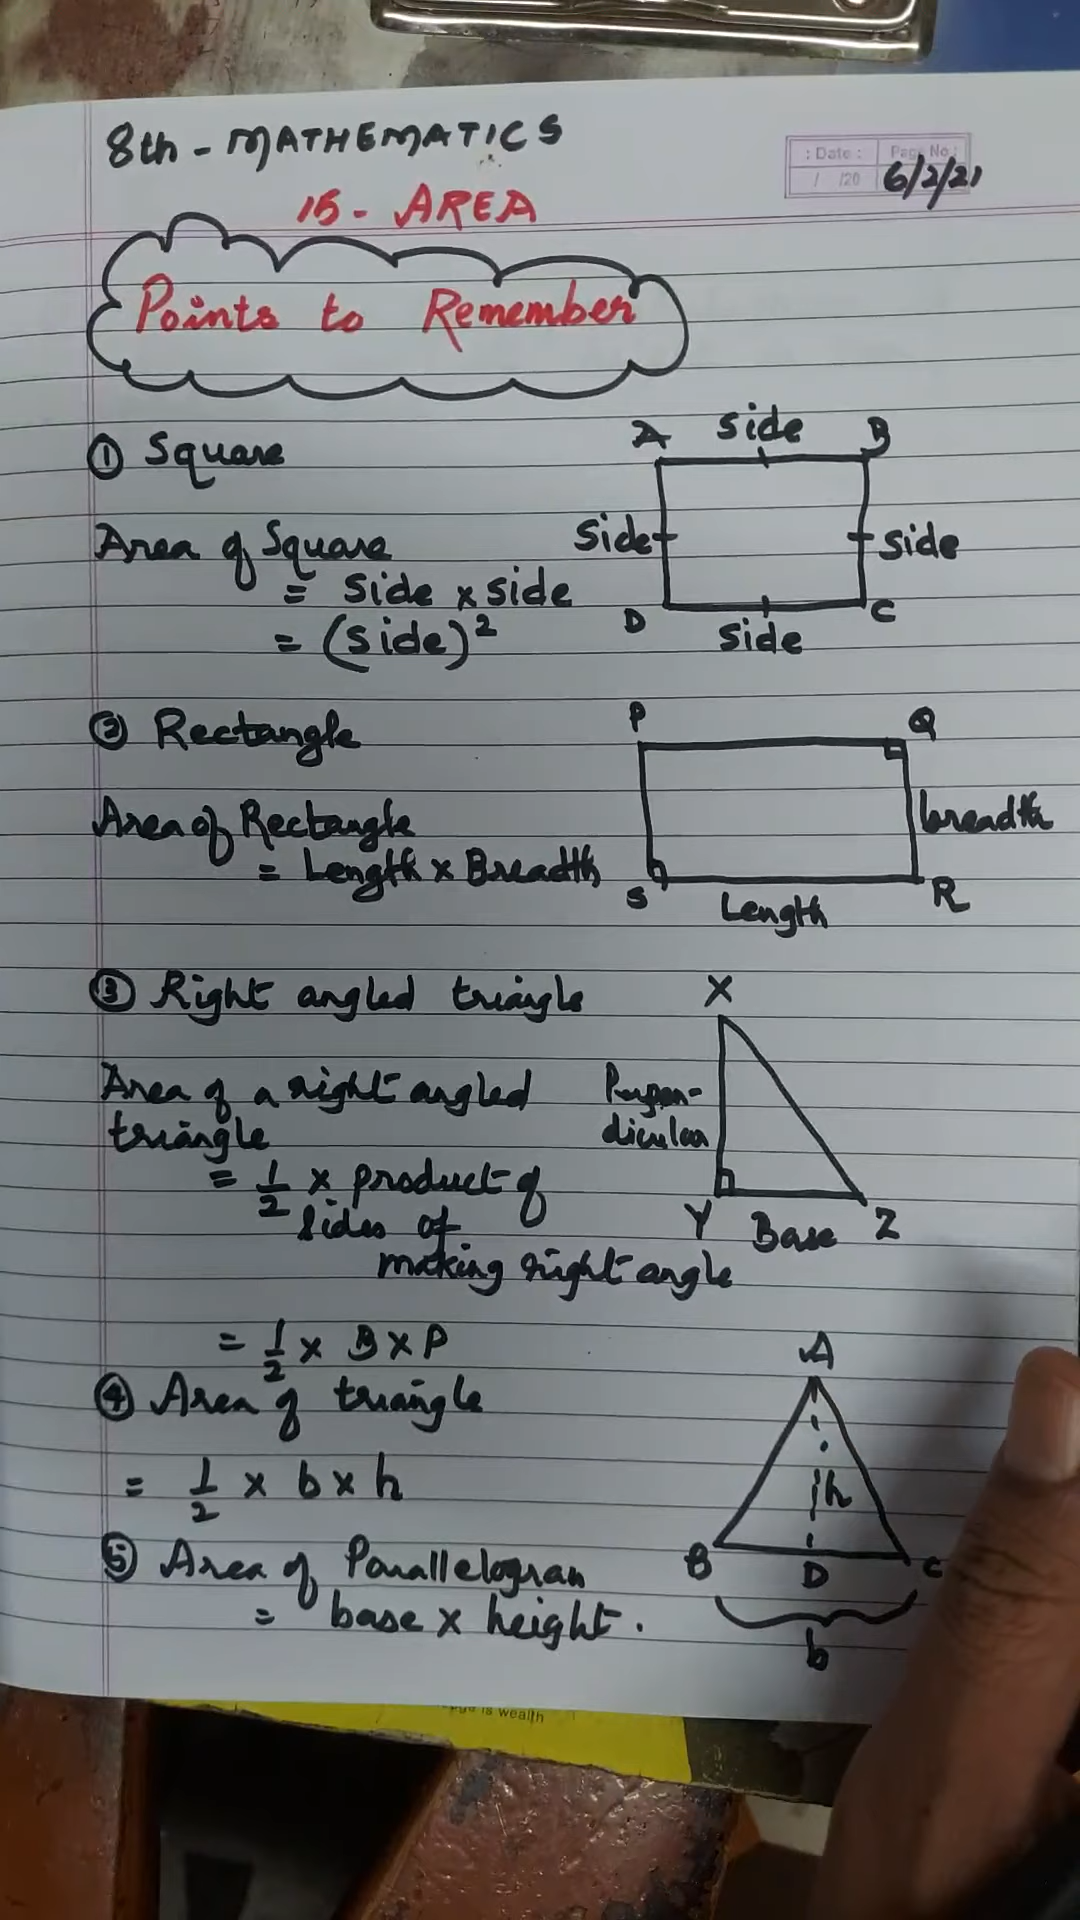 8th - MATHEMATICS
: Date :
Page No :
/ /20
6/2/21
15 - AREA
Points to Remember
① Square
A side B
Side
side
D side C
Area of Square
= side x side
= (side)²
② Rectangle
P Q
breadth
S Length R
Area of Rectangle
= Length x Breadth
③ Right angled triangle
X
Perpen-
dicular
Y Base Z
Area of a right angled
triangle
= 1/2 x product of
sides of
making right angle
= 1/2 x B x P
④ Area of triangle
= 1/2 x b x h
A
h
B D C
b
⑤ Area of Parallelogram
= base x height.
is wealth